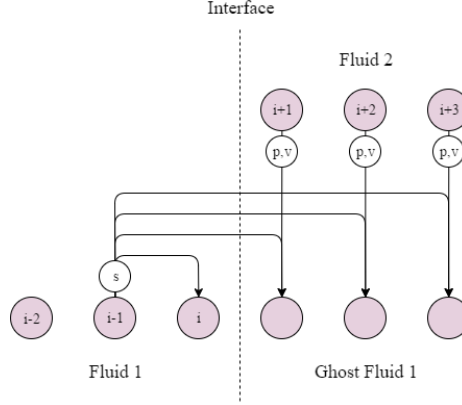 Interface
Fluid 2
i+1 i+2 i+3
p,v p,v p,v
s
i-2 i-1 i
Fluid 1 Ghost Fluid 1